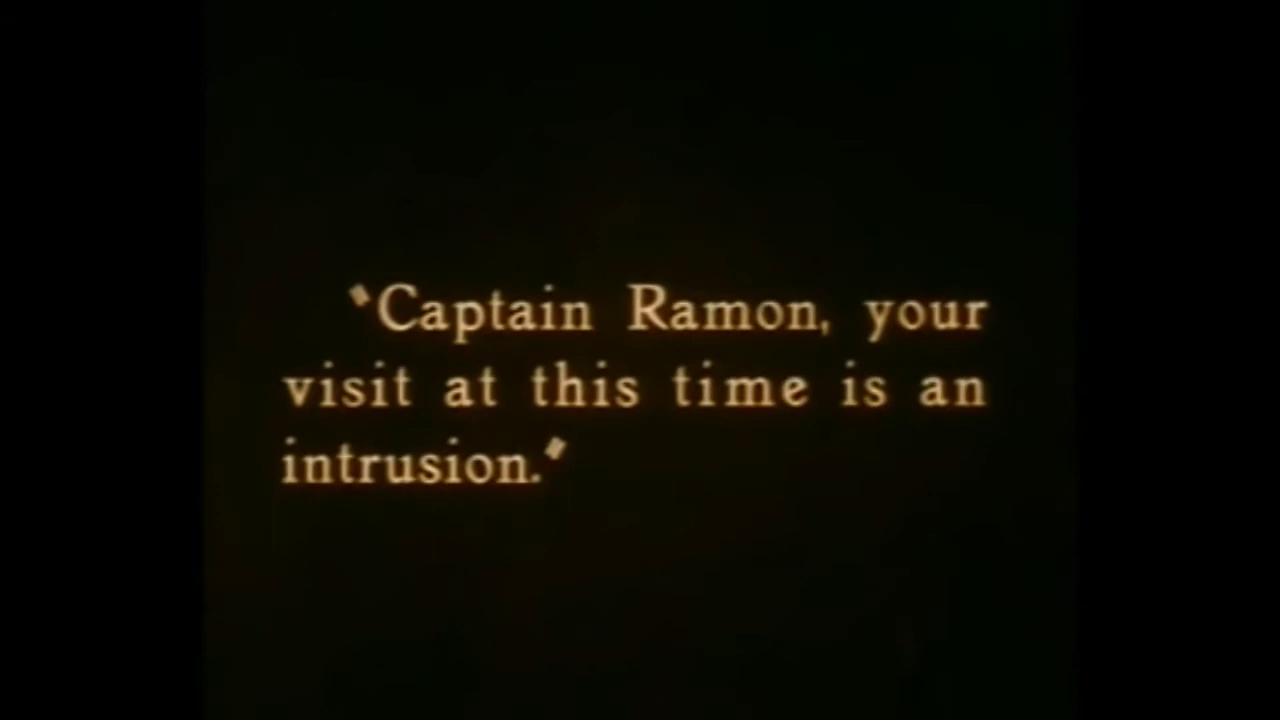 "Captain Ramon, your
visit at this time is an
intrusion."